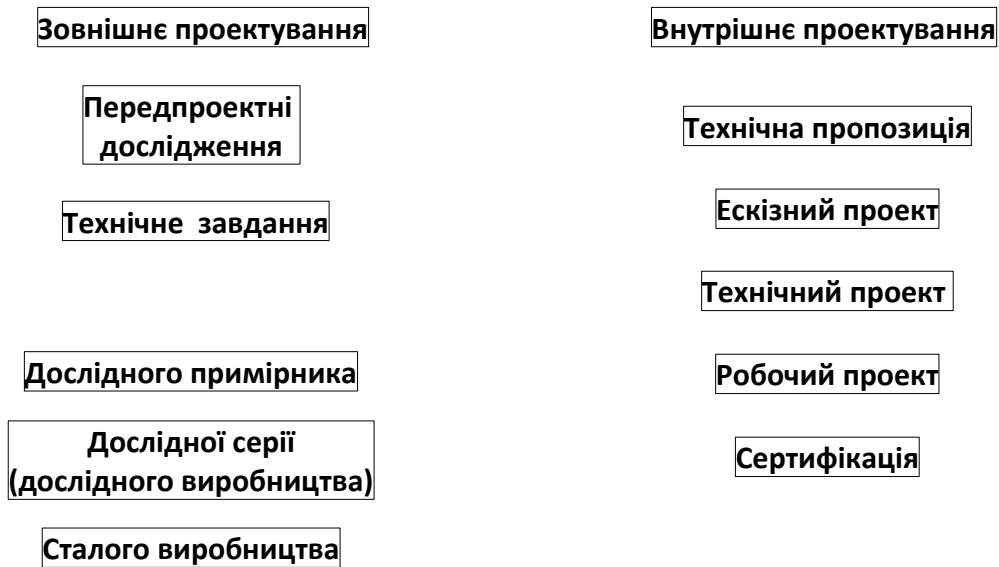 Зовнішнє проектування
Передпроектні
дослідження
Технічне завдання
Дослідного примірника
Дослідної серії
(дослідного виробництва)
Сталого виробництва
Внутрішнє проектування
Технічна пропозиція
Ескізний проект
Технічний проект
Робочий проект
Сертифікація